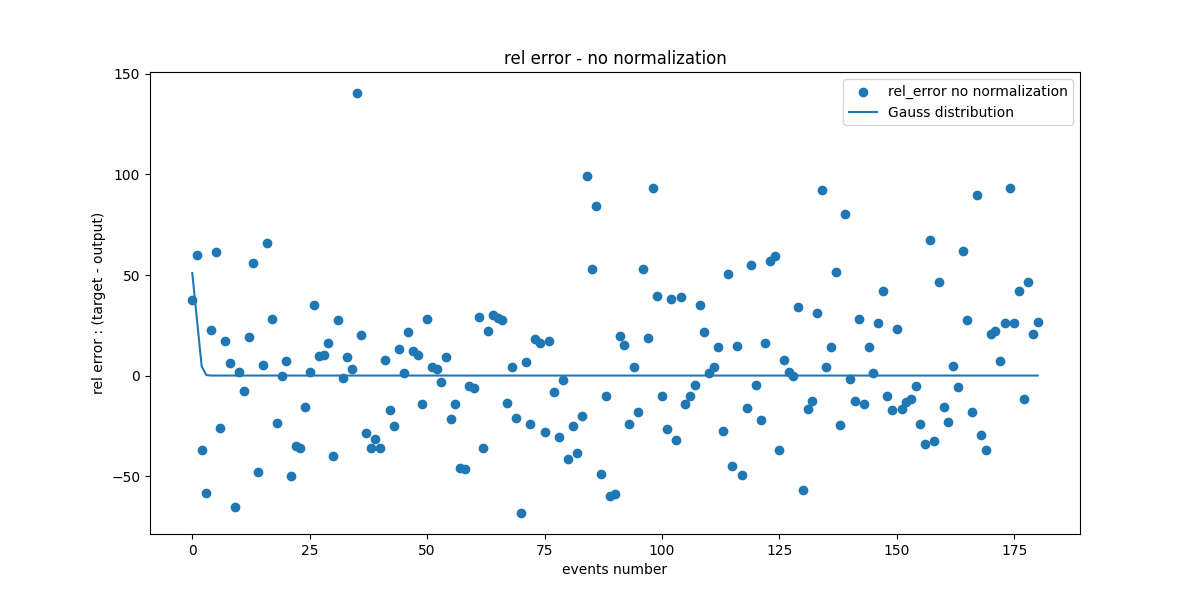 rel error - no normalization
rel_error no normalization
Gauss distribution
150
100
50
0
−50
rel error : (target - output)
0 25 50 75 100 125 150 175
events number